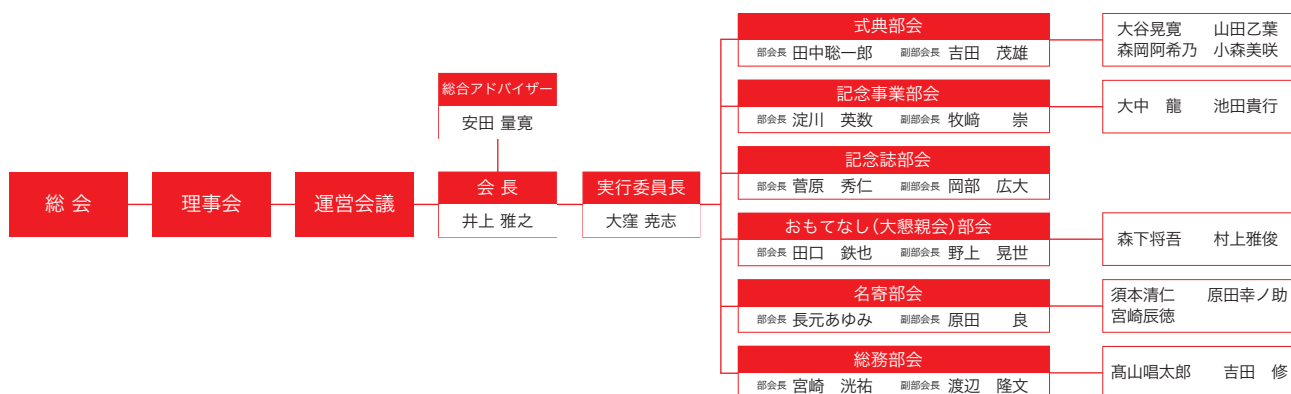 総 会
理事会
運営会議
総合アドバイザー
安田 量寛
会 長
井上 雅之
実行委員長
大窪 尭志
式典部会
部会長 田中聡一郎 副部会長 吉田 茂雄
大谷晃寛 山田乙葉
森岡阿希乃 小森美咲
記念事業部会
部会長 淀川 英数 副部会長 牧﨑 崇
大中 龍 池田貴行
記念誌部会
部会長 菅原 秀仁 副部会長 岡部 広大
おもてなし(大懇親会)部会
部会長 田口 鉄也 副部会長 野上 晃世
森下将吾 村上雅俊
名寄部会
部会長 長元あゆみ 副部会長 原田 良
須本清仁 原田幸ノ助
宮崎辰徳
総務部会
部会長 宮崎 洸祐 副部会長 渡辺 隆文
髙山唱太郎 吉田 修